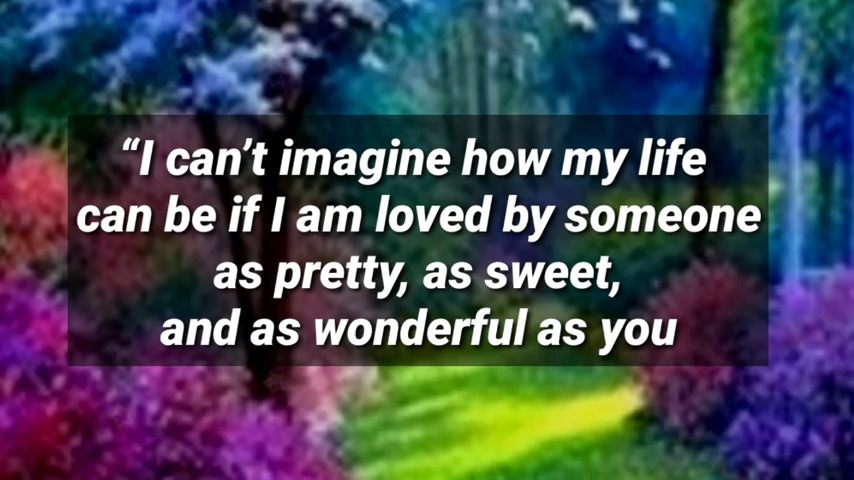 “I can’t imagine how my life
can be if I am loved by someone
as pretty, as sweet,
and as wonderful as you